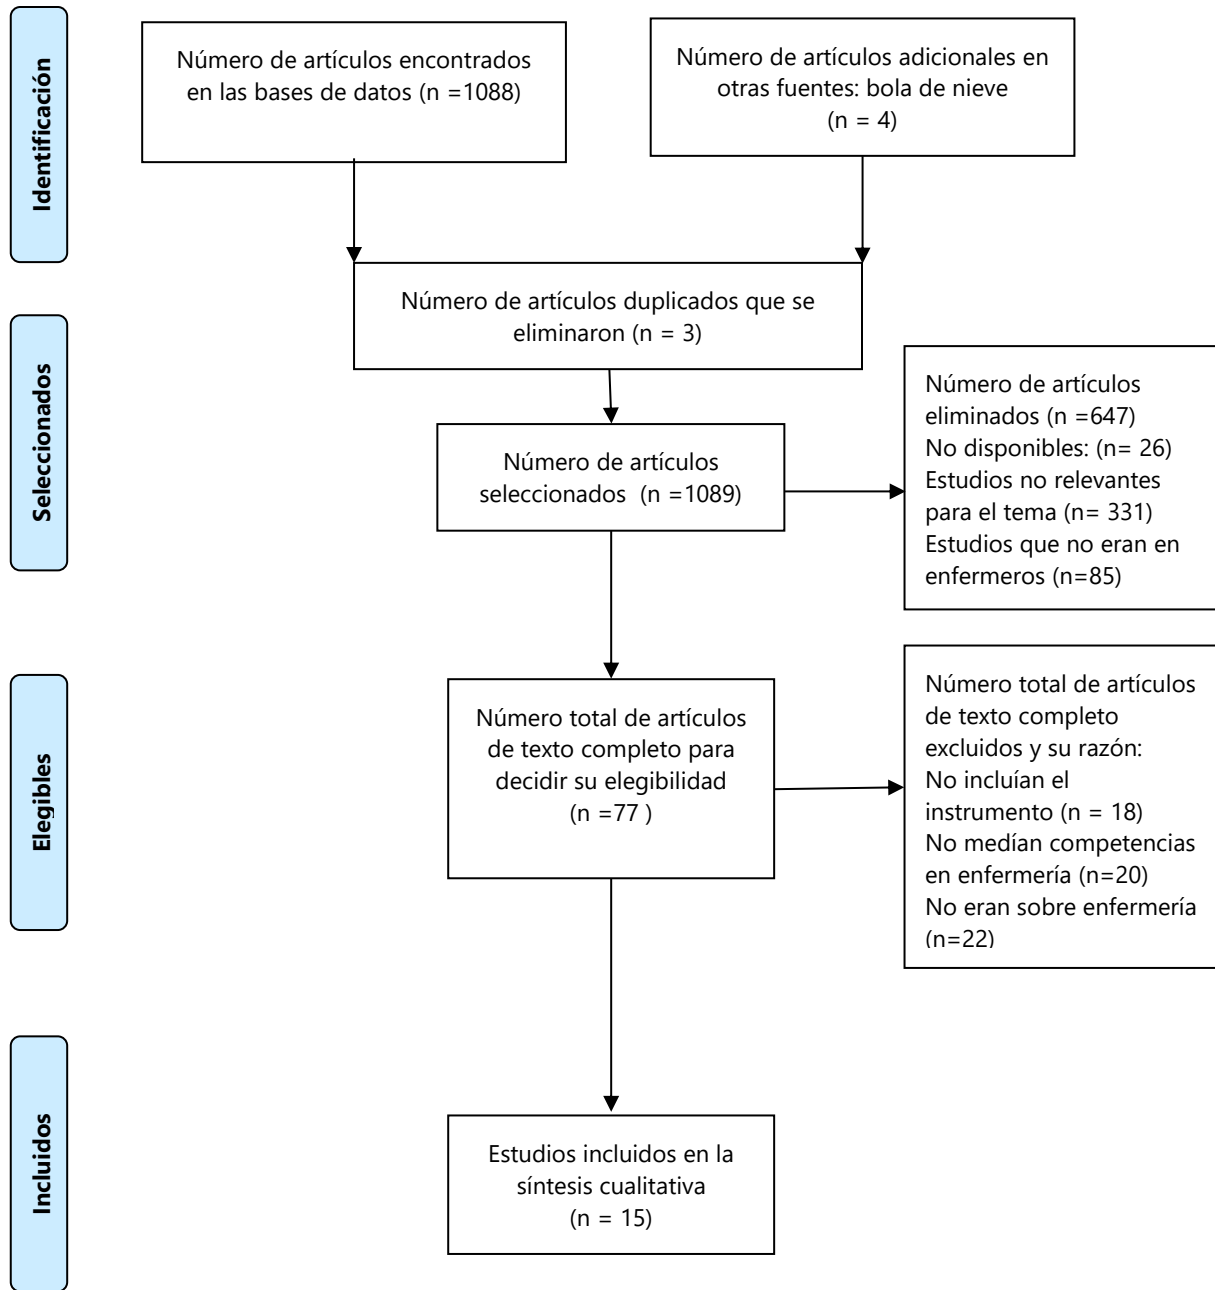 Identificación
Número de artículos encontrados
en las bases de datos (n =1088)
Número de artículos adicionales en
otras fuentes: bola de nieve
(n = 4)
Número de artículos duplicados que se
eliminaron (n = 3)
Seleccionados
Número de artículos
seleccionados (n =1089)
Número de artículos
eliminados (n =647)
No disponibles: (n= 26)
Estudios no relevantes
para el tema (n= 331)
Estudios que no eran en
enfermeros (n=85)
Elegibles
Número total de artículos
de texto completo para
decidir su elegibilidad
(n =77 )
Número total de artículos
de texto completo
excluidos y su razón:
No incluían el
instrumento (n = 18)
No medían competencias
en enfermería (n=20)
No eran sobre enfermería
(n=22)
Incluidos
Estudios incluidos en la
síntesis cualitativa
(n = 15)